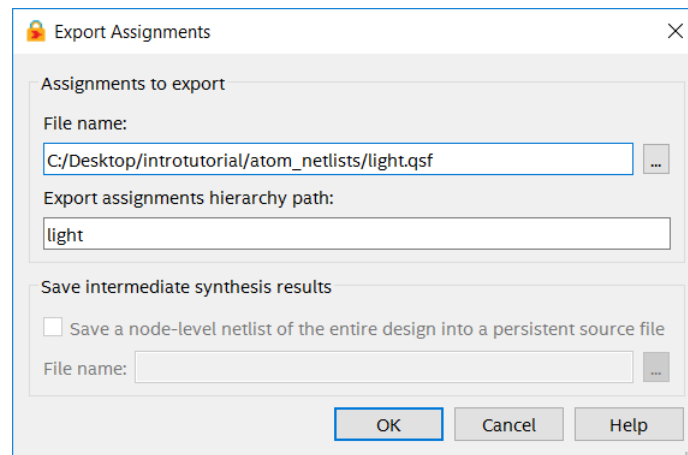 Export Assignments
Assignments to export
File name:
C:/Desktop/introtutorial/atom_netlists/light.qsf
...
Export assignments hierarchy path:
light
Save intermediate synthesis results
Save a node-level netlist of the entire design into a persistent source file
File name:
...
OK Cancel Help